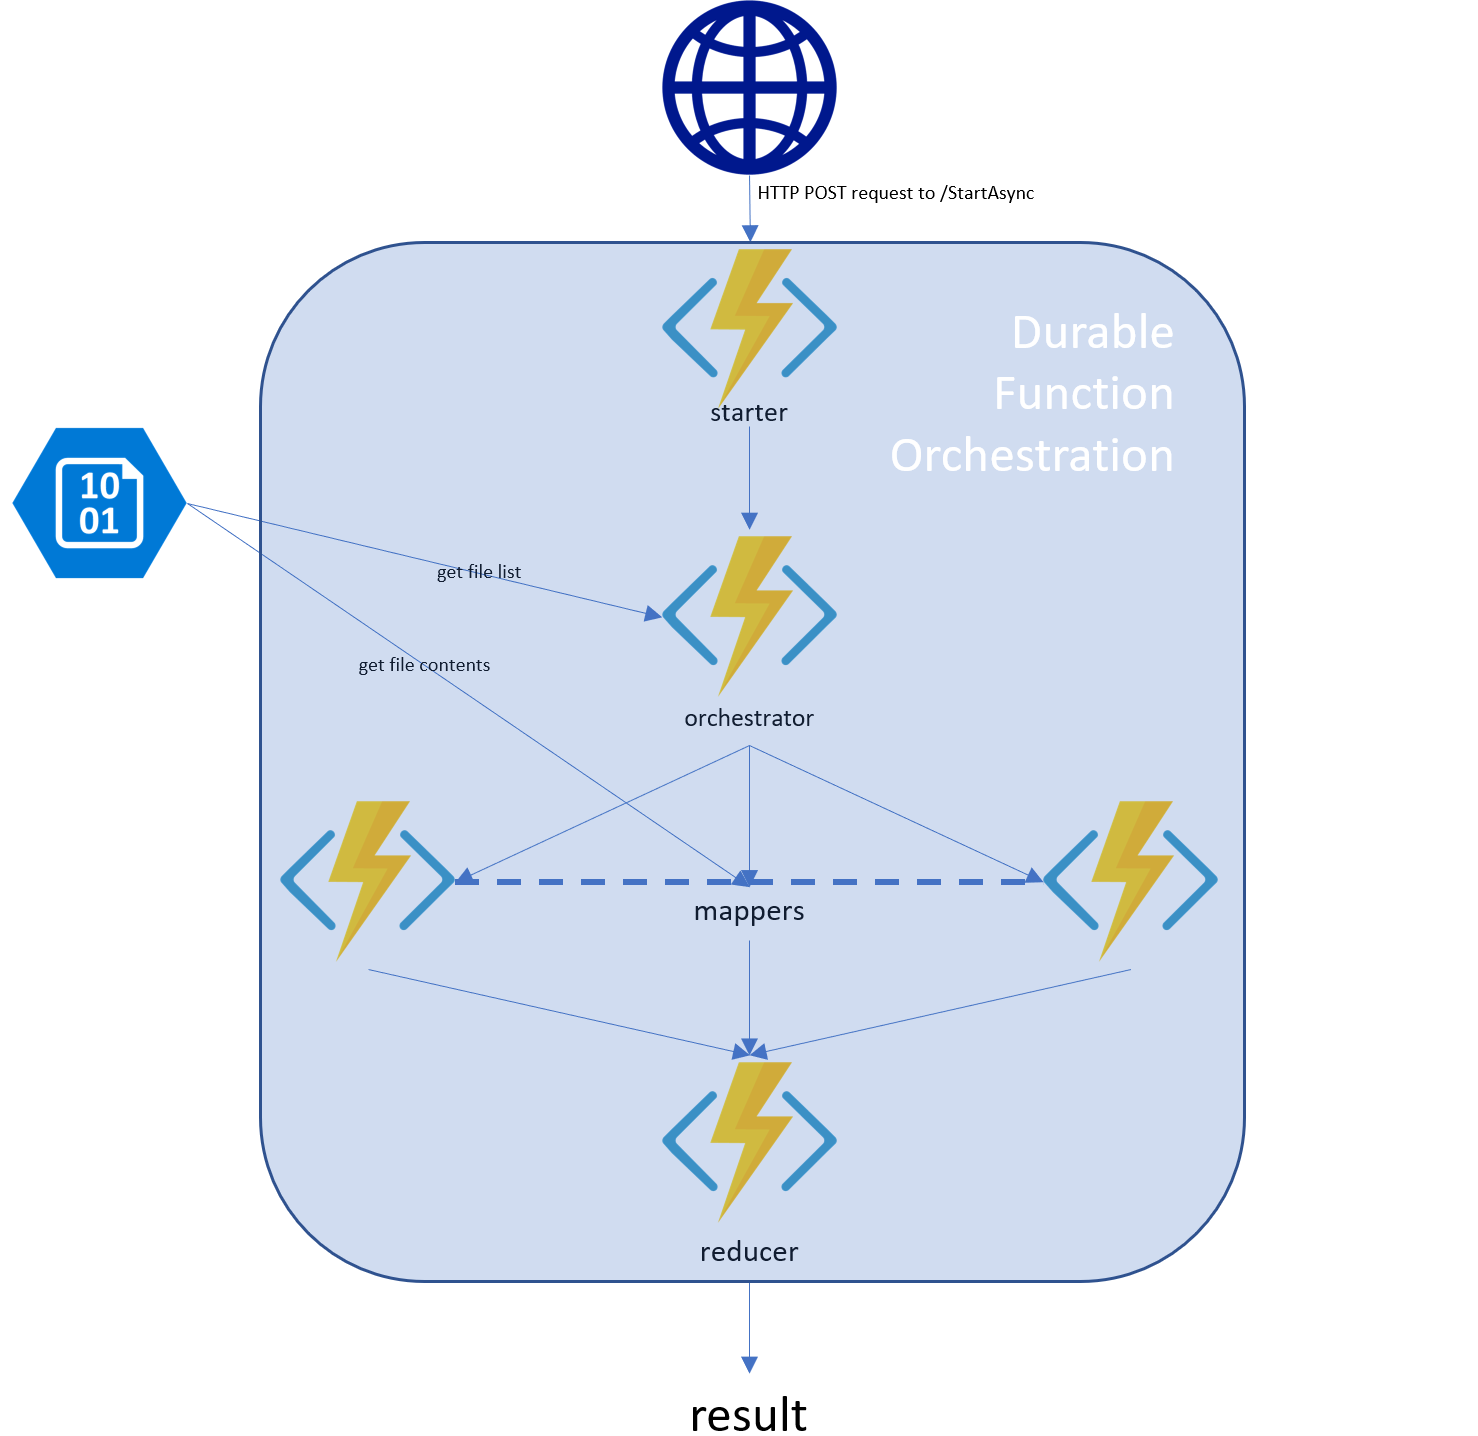 HTTP POST request to /StartAsync
Durable
Function
Orchestration
starter
10
01
get file list
get file contents
orchestrator
mappers
reducer
result